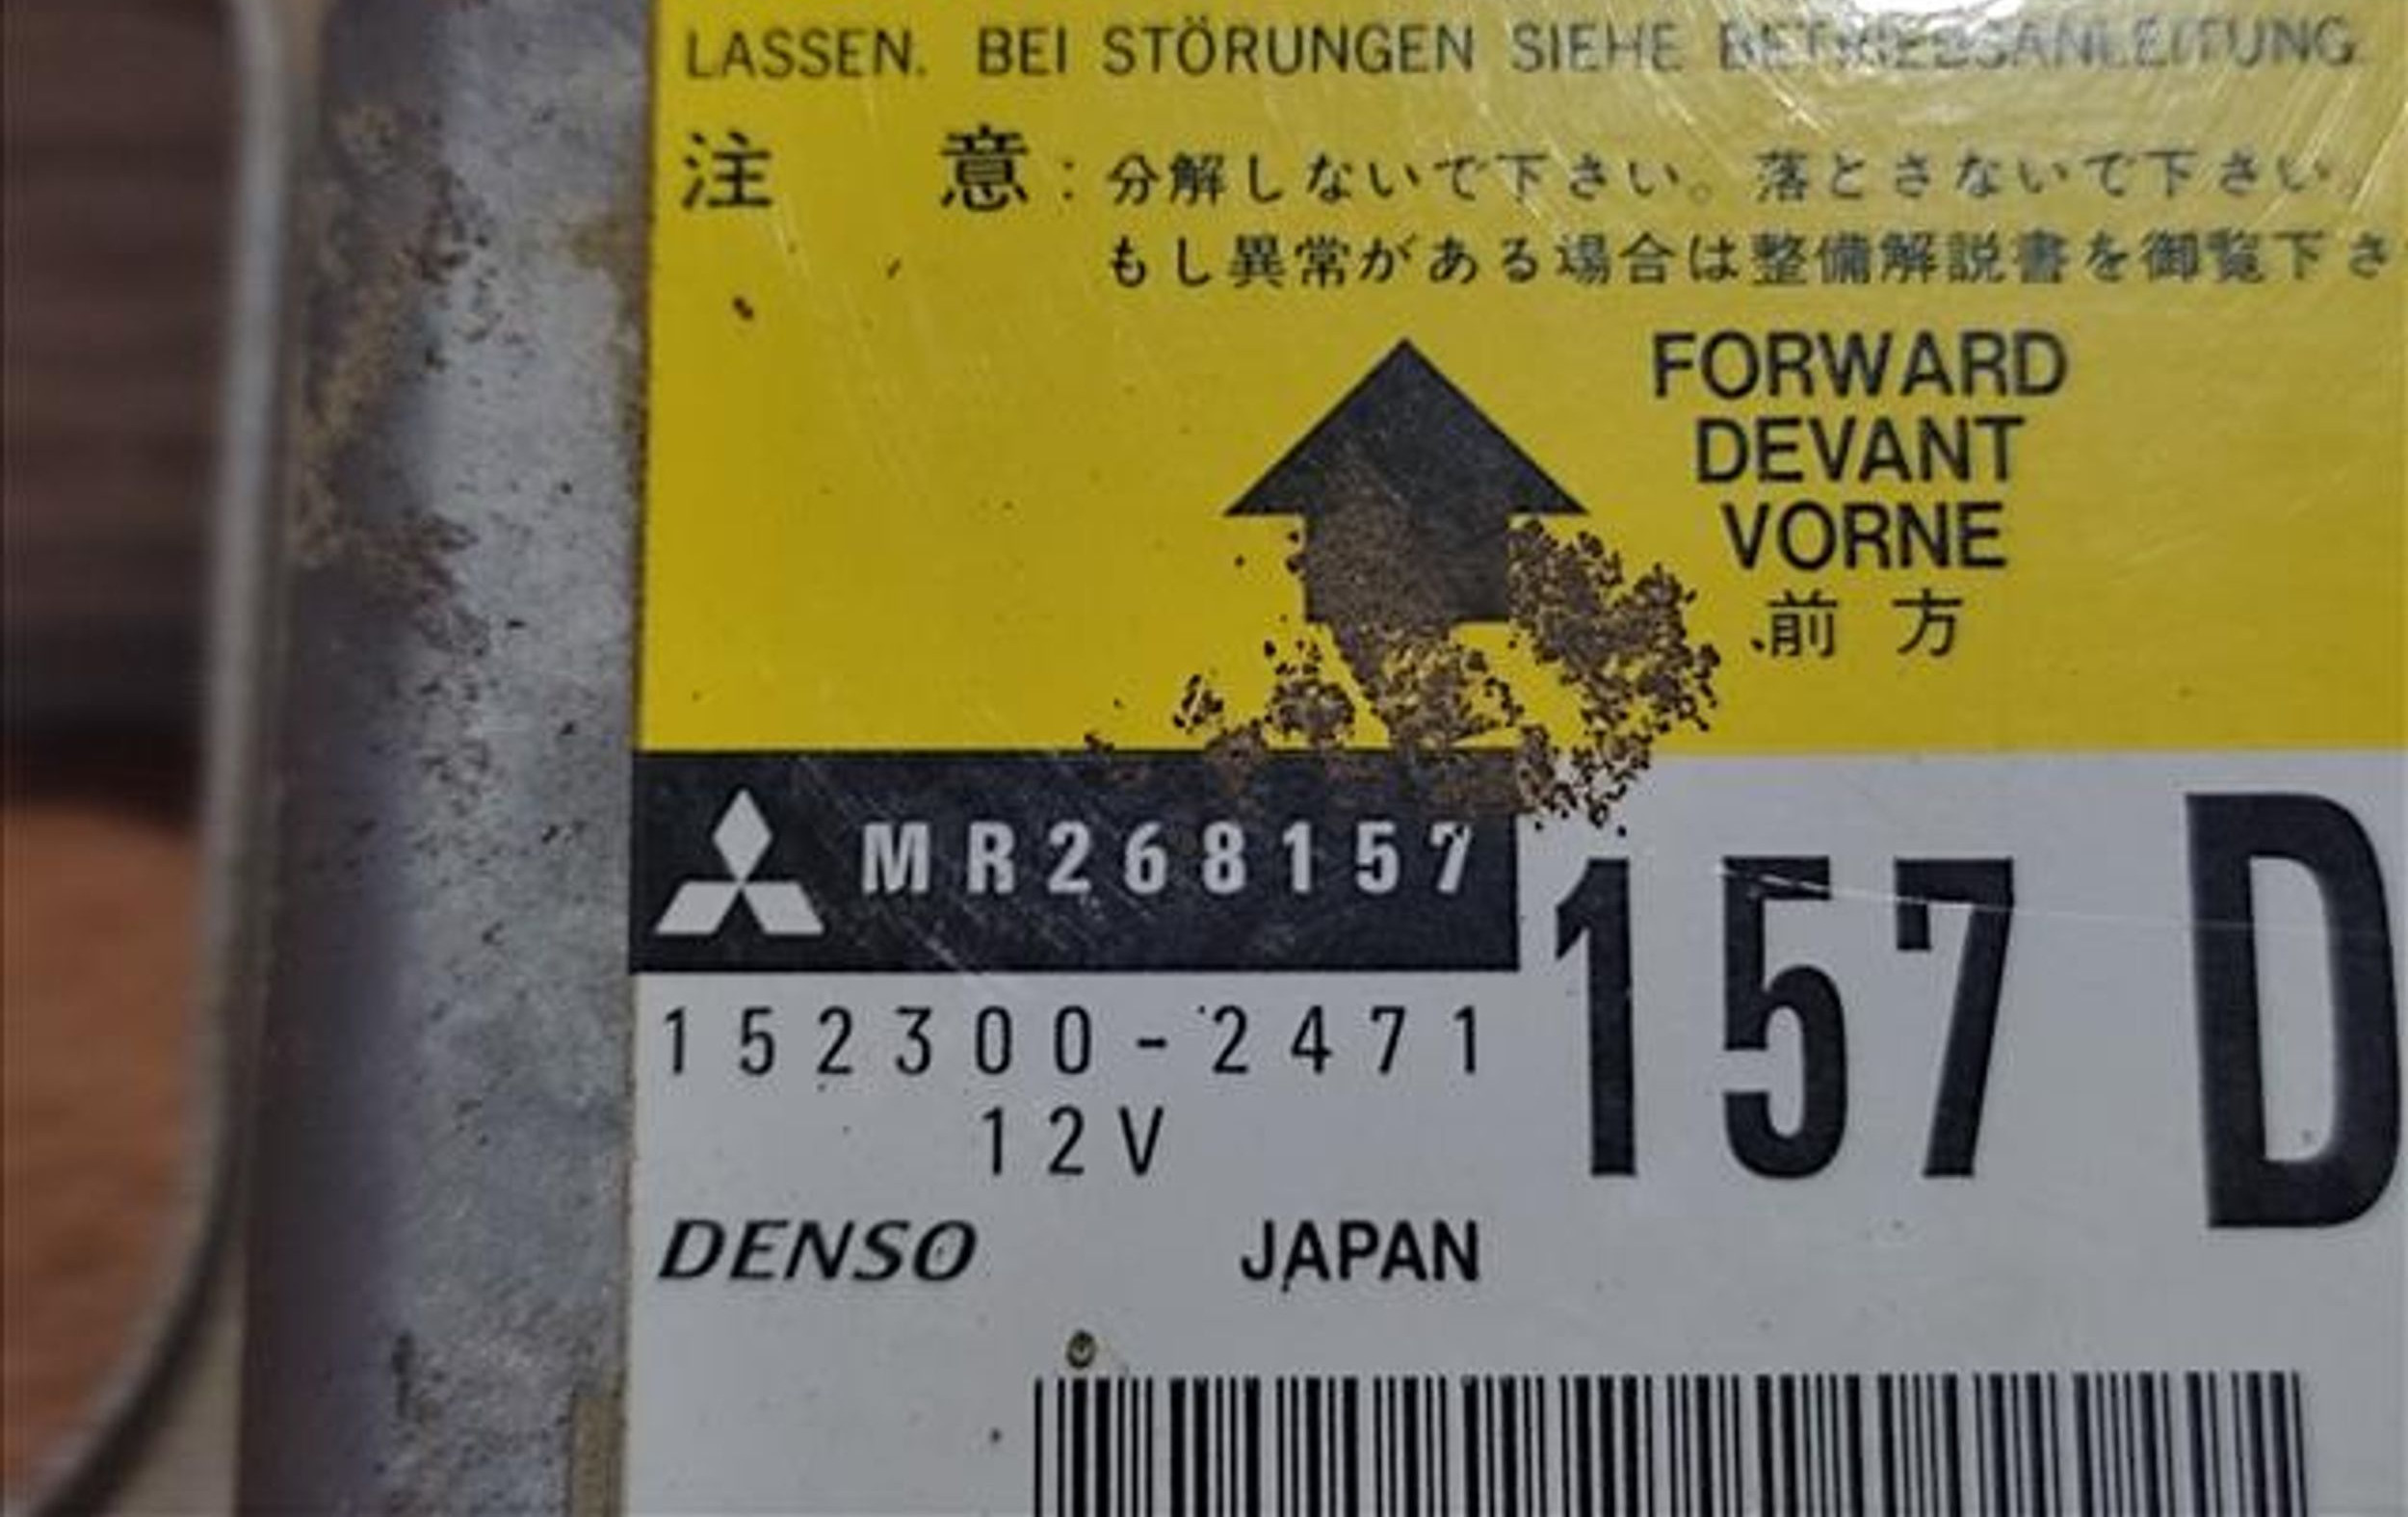 LASSEN. BEI STÖRUNGEN SIEHE BETRIEBSANLEITUNG.
注 意: 分解しないで下さい。落とさないで下さい
もし異常がある場合は整備解説書を御覧下さ
FORWARD
DEVANT
VORNE
前方
MR268157
157 D
152300-2471
12V
DENSO JAPAN